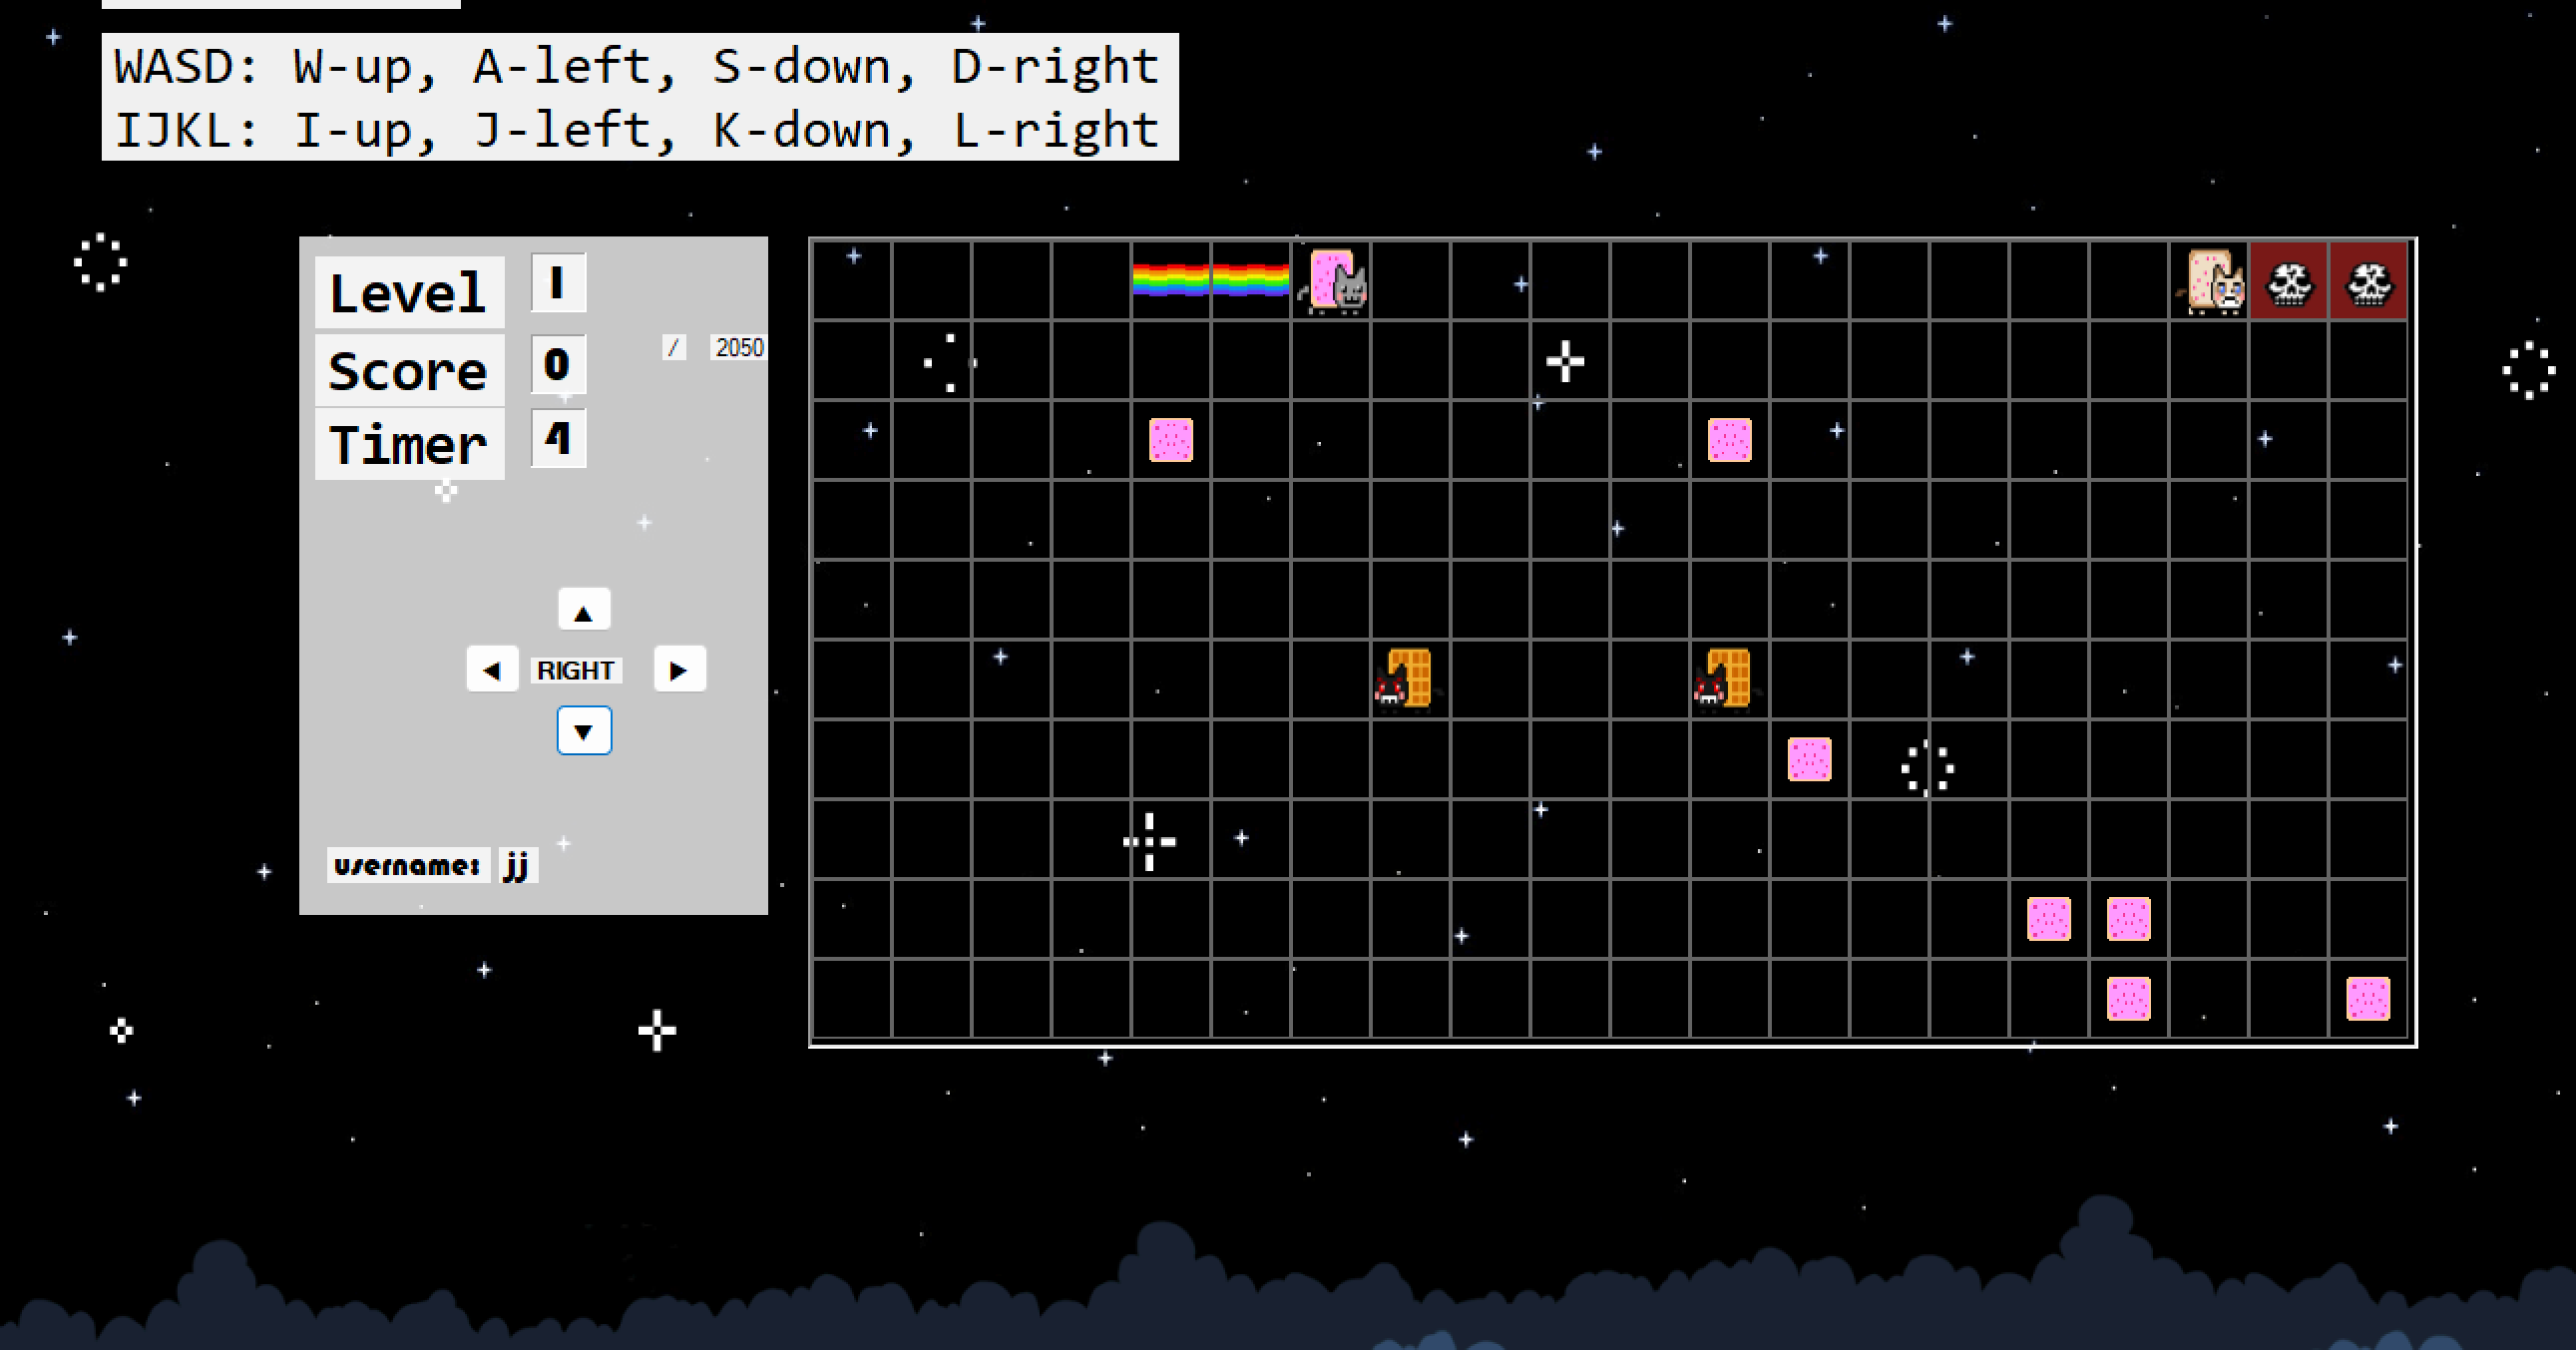 WASD: W-up, A-left, S-down, D-right
IJKL: I-up, J-left, K-down, L-right
Level 1
Score 0 / 2050
Timer 4
▲
◀ RIGHT ▶
▼
username: jj